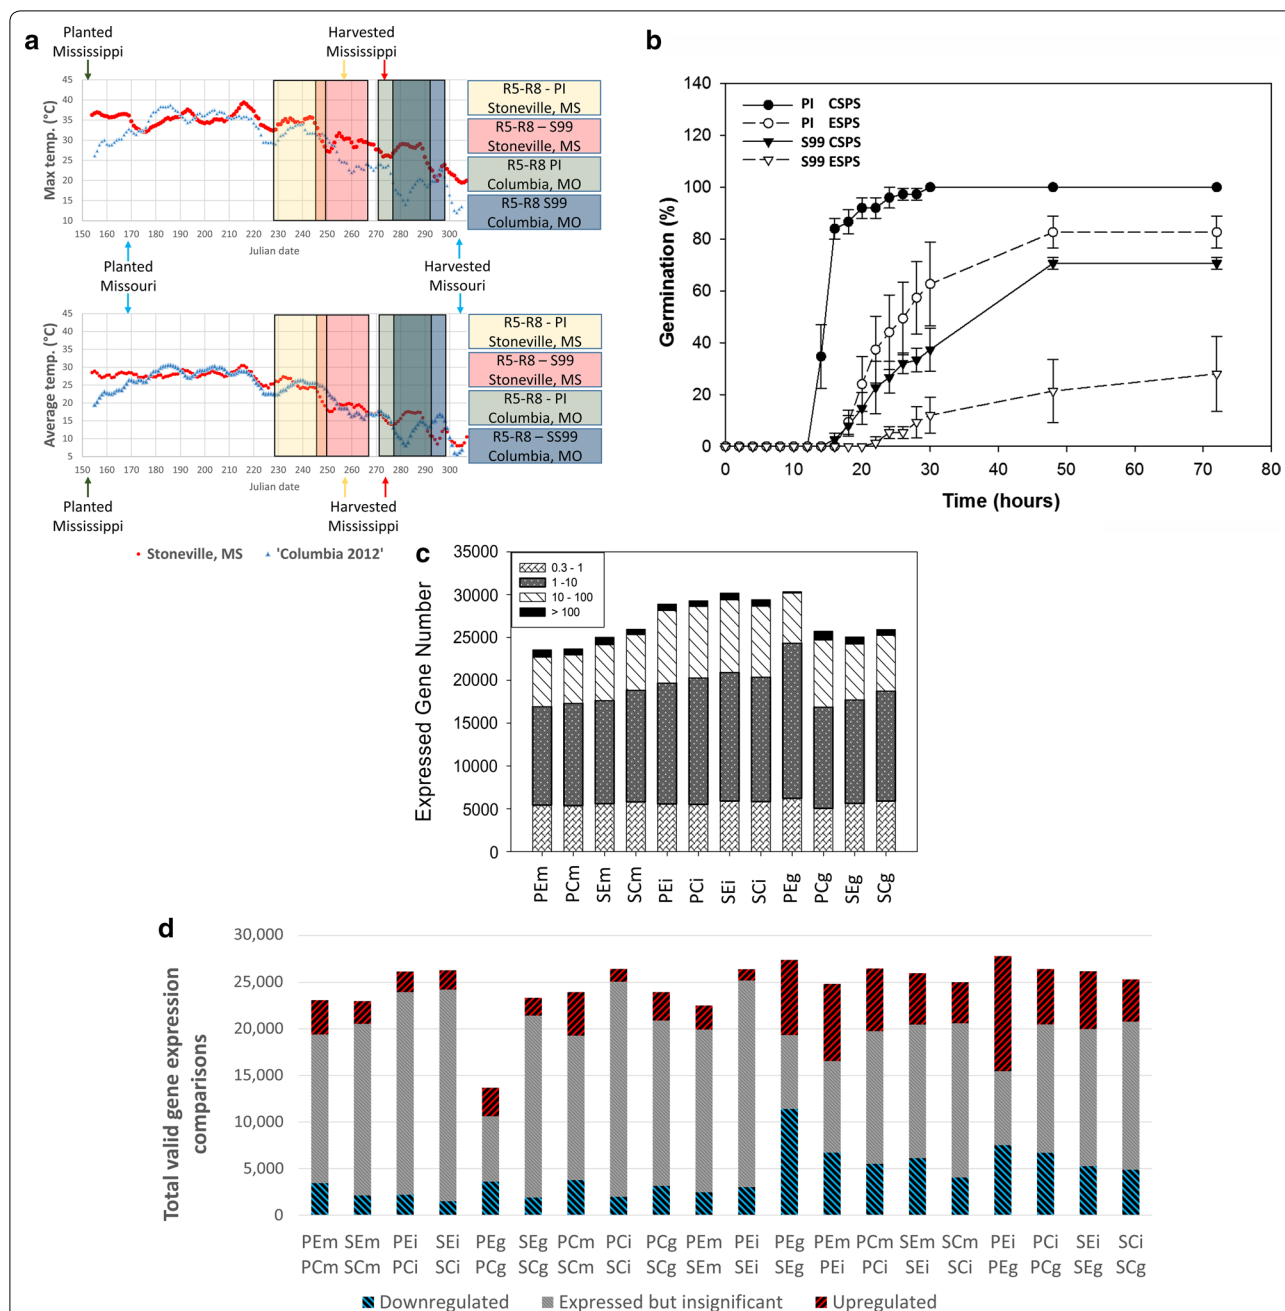 a
Planted
Mississippi
Harvested
Mississippi
Max temp. (°C)
45
40
35
30
25
20
15
10
150 160 170 180 190 200 210 220 230 240 250 260 270 280 290 300
Julian date
R5-R8 - PI
Stoneville, MS
R5-R8 – S99
Stoneville, MS
R5-R8 PI
Columbia, MO
R5-R8 S99
Columbia, MO
Planted
Missouri
Harvested
Missouri
Average temp. (°C)
45
40
35
30
25
20
15
10
5
150 160 170 180 190 200 210 220 230 240 250 260 270 280 290 300
Julian date
R5-R8 - PI
Stoneville, MS
R5-R8 – S99
Stoneville, MS
R5-R8 - PI
Columbia, MO
R5-R8 – SS99
Columbia, MO
Planted
Mississippi
Harvested
Mississippi
Stoneville, MS 'Columbia 2012'
b
Germination (%)
140
120
100
80
60
40
20
0
PI CSPS
PI ESPS
S99 CSPS
S99 ESPS
0 10 20 30 40 50 60 70 80
Time (hours)
c
Expressed Gene Number
35000
30000
25000
20000
15000
10000
5000
0
0.3 - 1
1 -10
10 - 100
> 100
PEm PCm SEm SCm PEi PCi SEi SCi PEg PCg SEg SCg
d
Total valid gene expression
comparisons
30,000
25,000
20,000
15,000
10,000
5,000
0
PEm SEm PEi SEi PEg SEg PCm PCi PCg PEm PEi PEg PEm PCm SEm SCm PEi PCi SEi SCi
PCm SCm PCi SCi PCg SCg SCm SCi SCg SEm SEi SEg PEi PCi SEi SCi PEg PCg SEg SCg
Downregulated Expressed but insignificant Upregulated